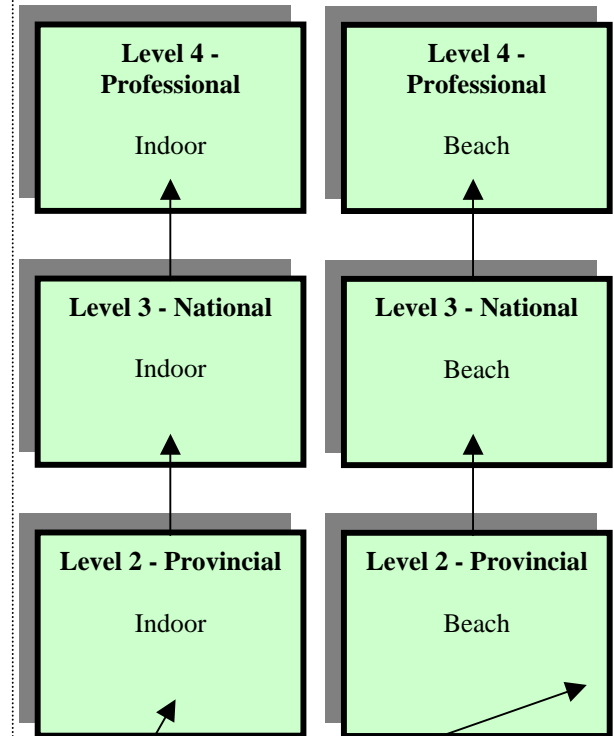 Level 4 -
Professional
Indoor
Level 4 -
Professional
Beach
Level 3 - National
Indoor
Level 3 - National
Beach
Level 2 - Provincial
Indoor
Level 2 - Provincial
Beach